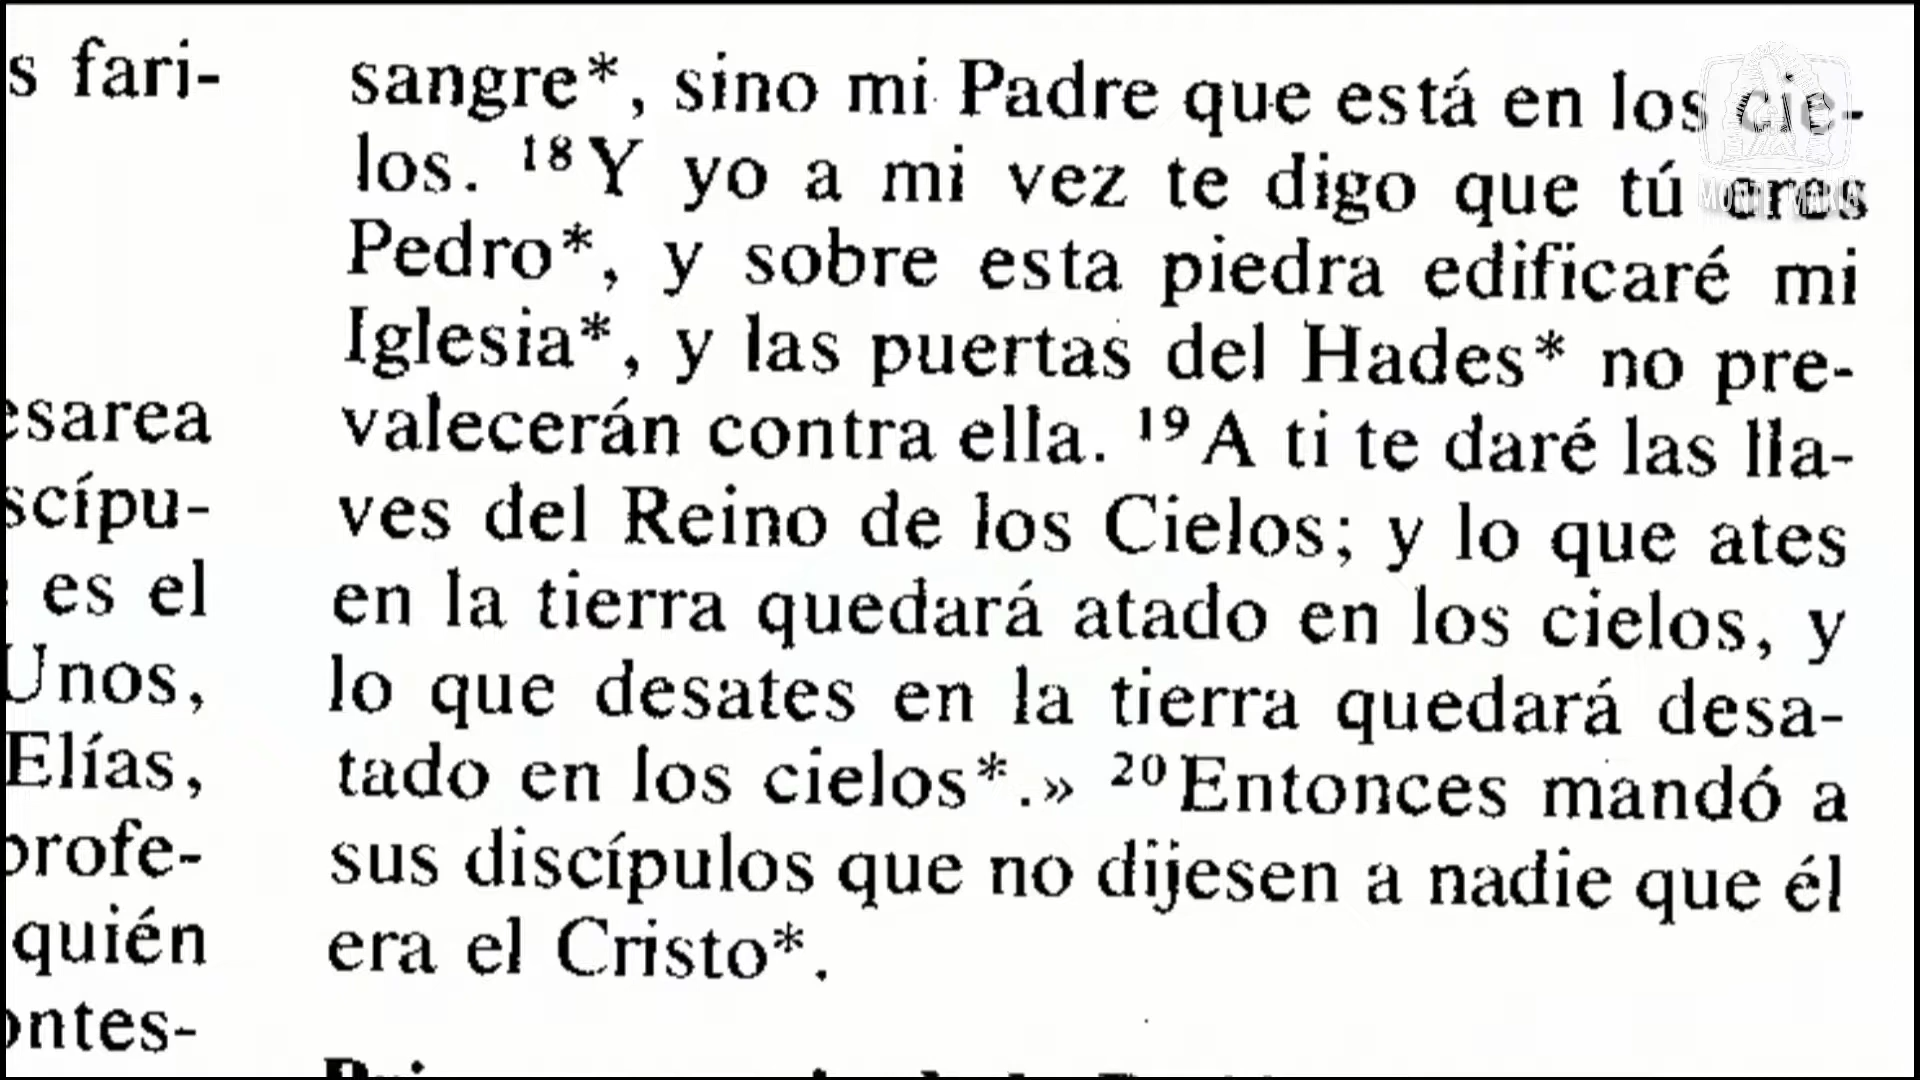 s fari-
esarea
scípu-
es el
Unos,
Elías,
profe-
quién
ontes-
sangre*, sino mi Padre que está en los cie-
los. 18Y yo a mi vez te digo que tú eres
Pedro*, y sobre esta piedra edificaré mi
Iglesia*, y las puertas del Hades* no pre-
valecerán contra ella. 19A ti te daré las lla-
ves del Reino de los Cielos; y lo que ates
en la tierra quedará atado en los cielos, y
lo que desates en la tierra quedará desa-
tado en los cielos*.» 20Entonces mandó a
sus discípulos que no dijesen a nadie que él
era el Cristo*.
MONTE MARIA